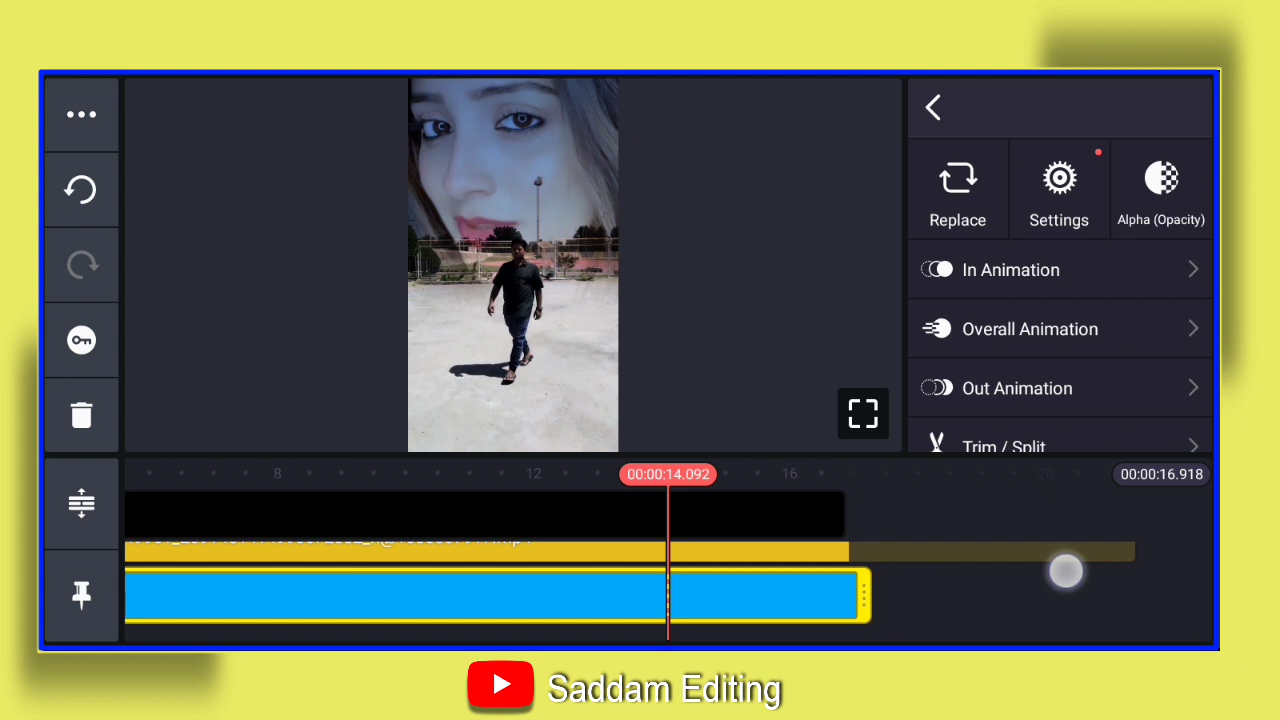 Replace
Settings
Alpha (Opacity)
In Animation
Overall Animation
Out Animation
Trim / Split
8
12
00:00:14.092
16
20
00:00:16.918
Saddam Editing